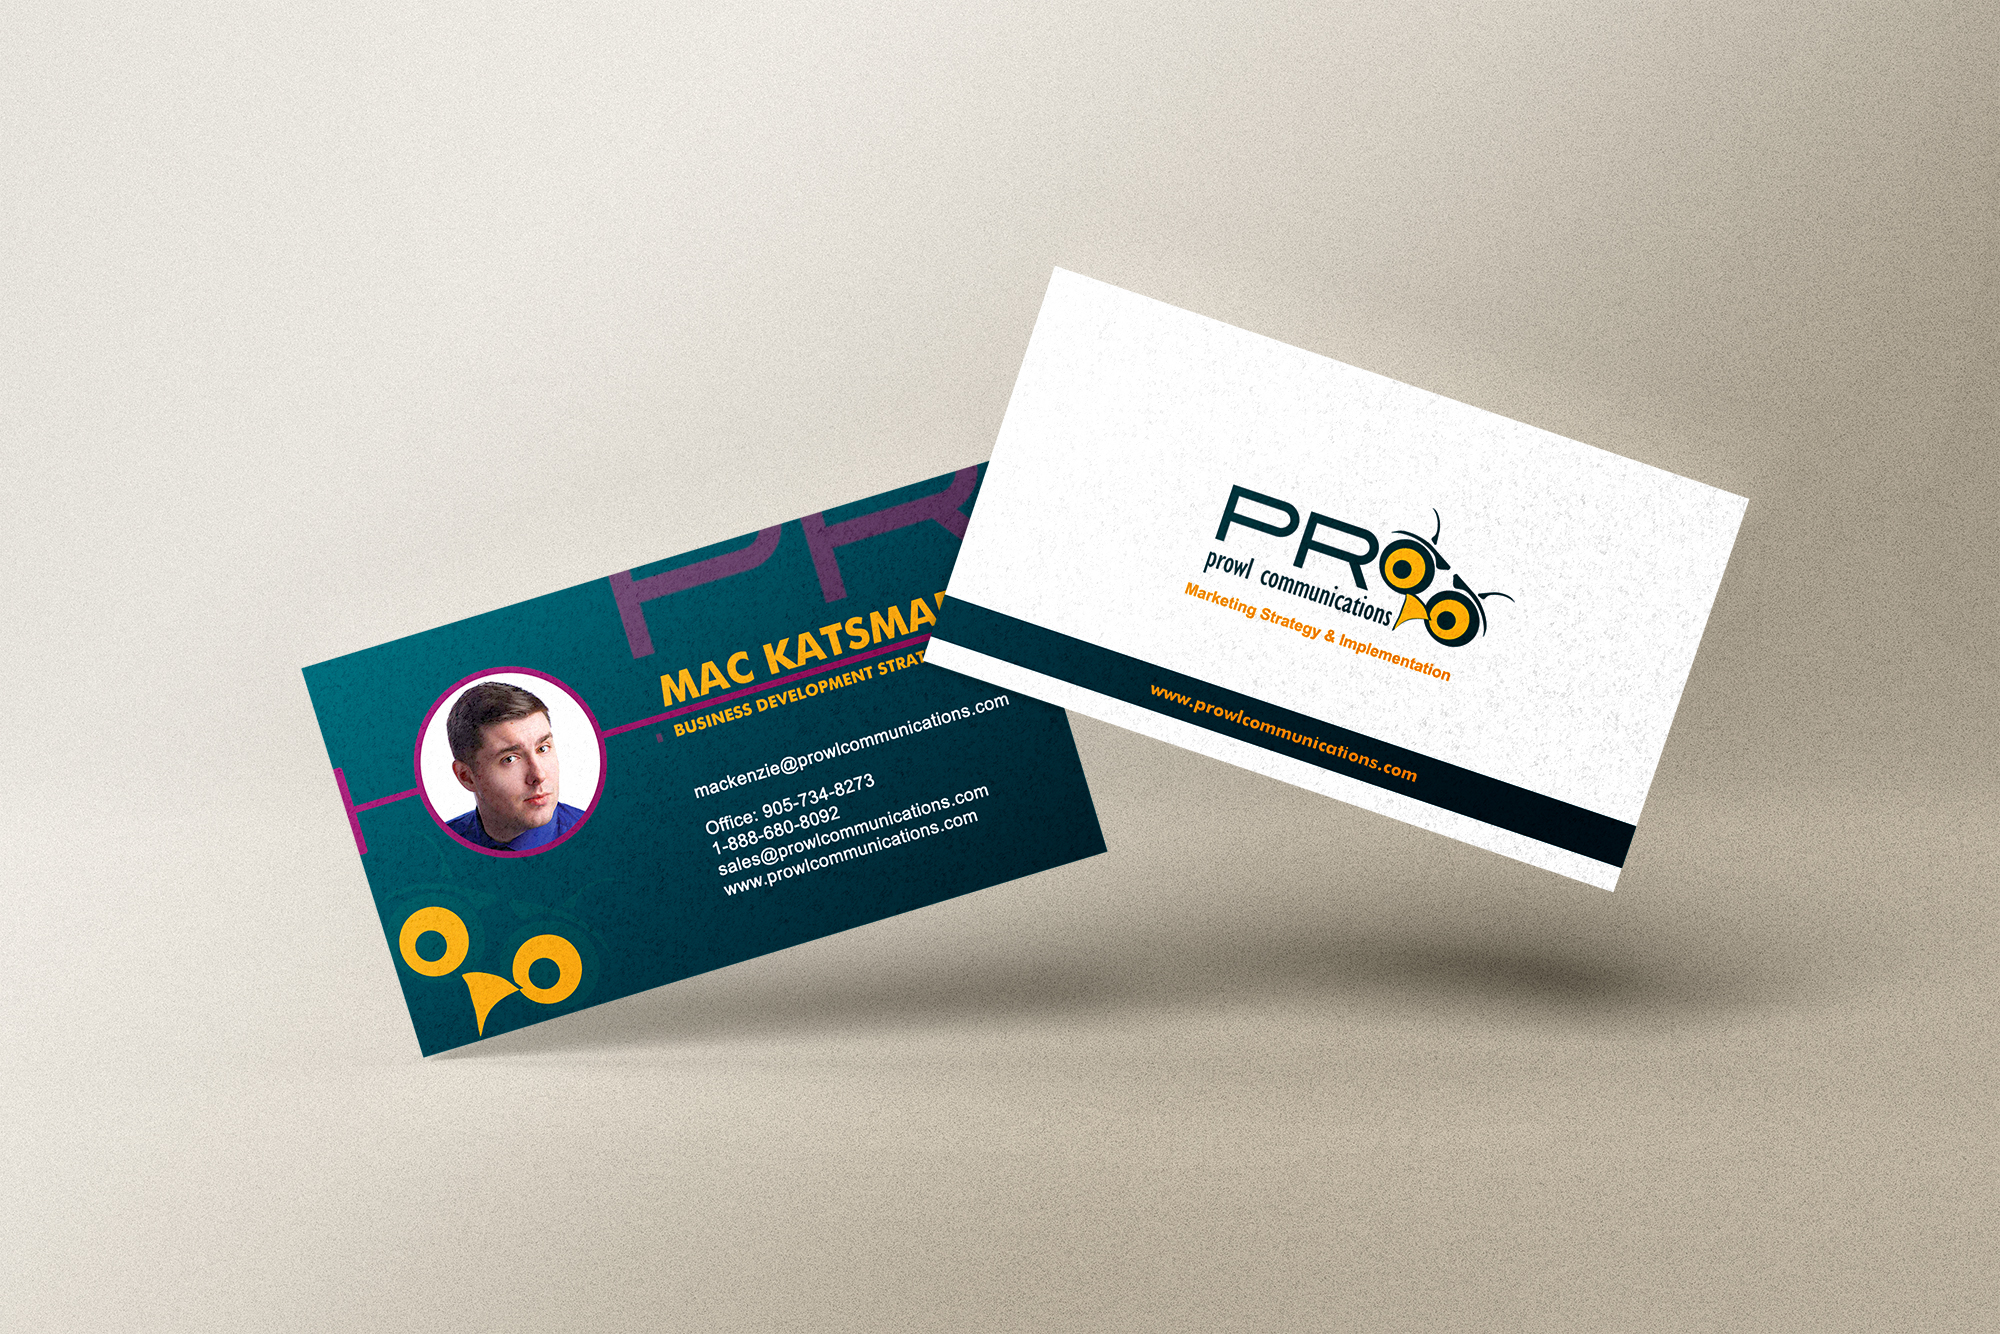 PR
MAC KATSMA
BUSINESS DEVELOPMENT STRAT
mackenzie@prowlcommunications.com
Office: 905-734-8273
1-888-680-8092
sales@prowlcommunications.com
www.prowlcommunications.com
PR
prowl communications
Marketing Strategy & Implementation
www.prowlcommunications.com